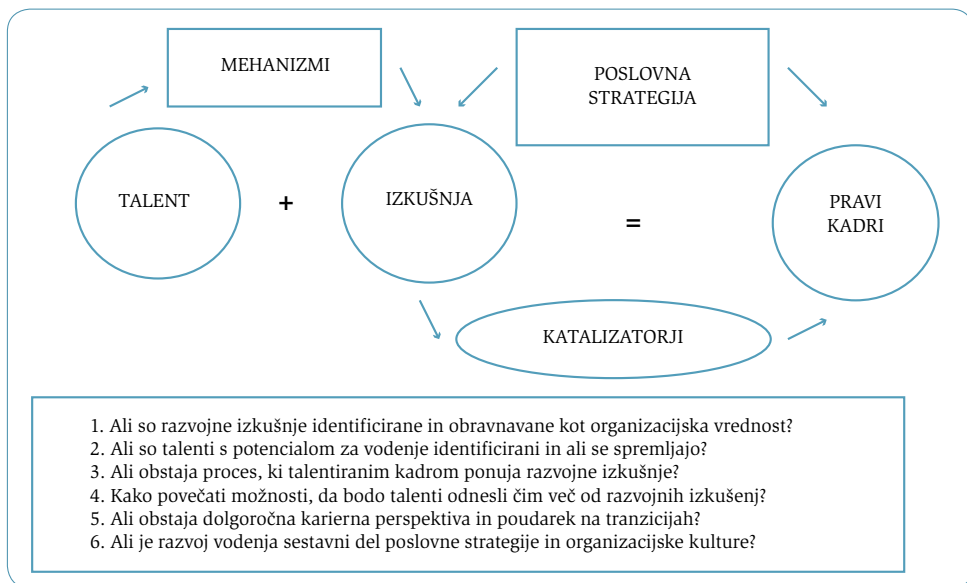 MEHANIZMI
POSLOVNA
STRATEGIJA
TALENT
+
IZKUŠNJA
=
PRAVI
KADRI
KATALIZATORJI
1. Ali so razvojne izkušnje identificirane in obravnavane kot organizacijska vrednost?
2. Ali so talenti s potencialom za vodenje identificirani in ali se spremljajo?
3. Ali obstaja proces, ki talentiranim kadrom ponuja razvojne izkušnje?
4. Kako povečati možnosti, da bodo talenti odnesli čim več od razvojnih izkušenj?
5. Ali obstaja dolgoročna karierna perspektiva in poudarek na tranzicijah?
6. Ali je razvoj vodenja sestavni del poslovne strategije in organizacijske kulture?